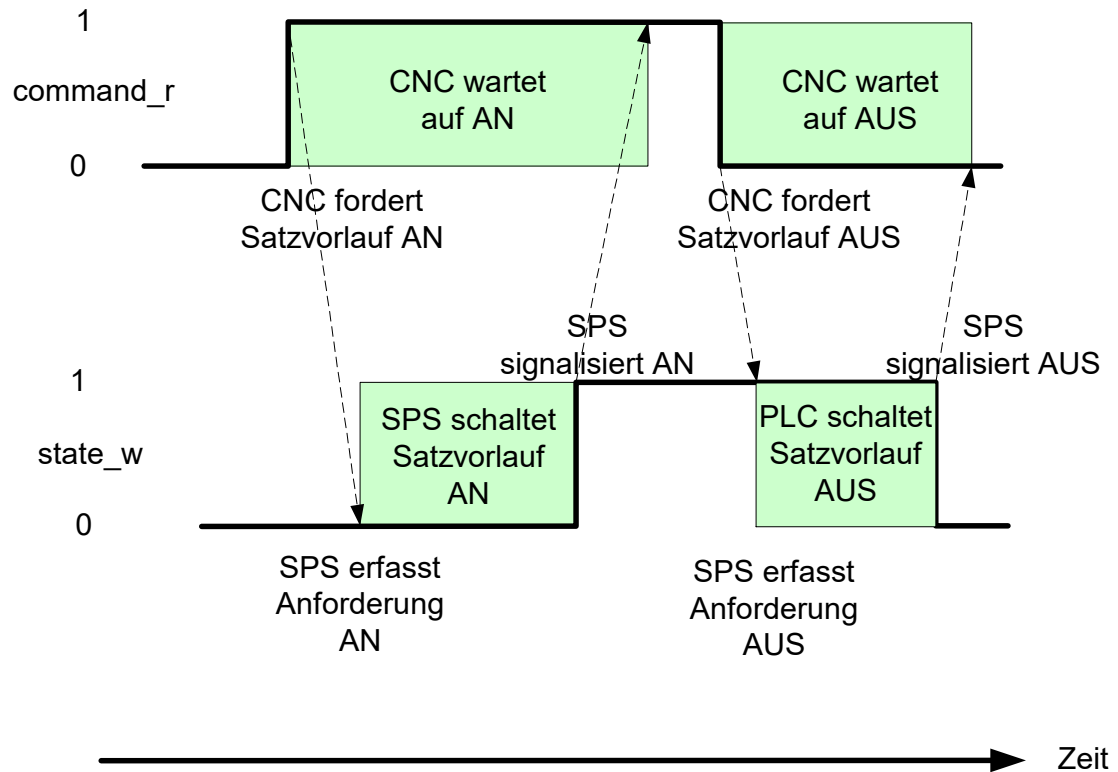 1
command_r
0
CNC wartet
auf AN
CNC wartet
auf AUS
CNC fordert
Satzvorlauf AN
CNC fordert
Satzvorlauf AUS
SPS
signalisiert AN
SPS
signalisiert AUS
1
state_w
0
SPS schaltet
Satzvorlauf
AN
PLC schaltet
Satzvorlauf
AUS
SPS erfasst
Anforderung
AN
SPS erfasst
Anforderung
AUS
Zeit